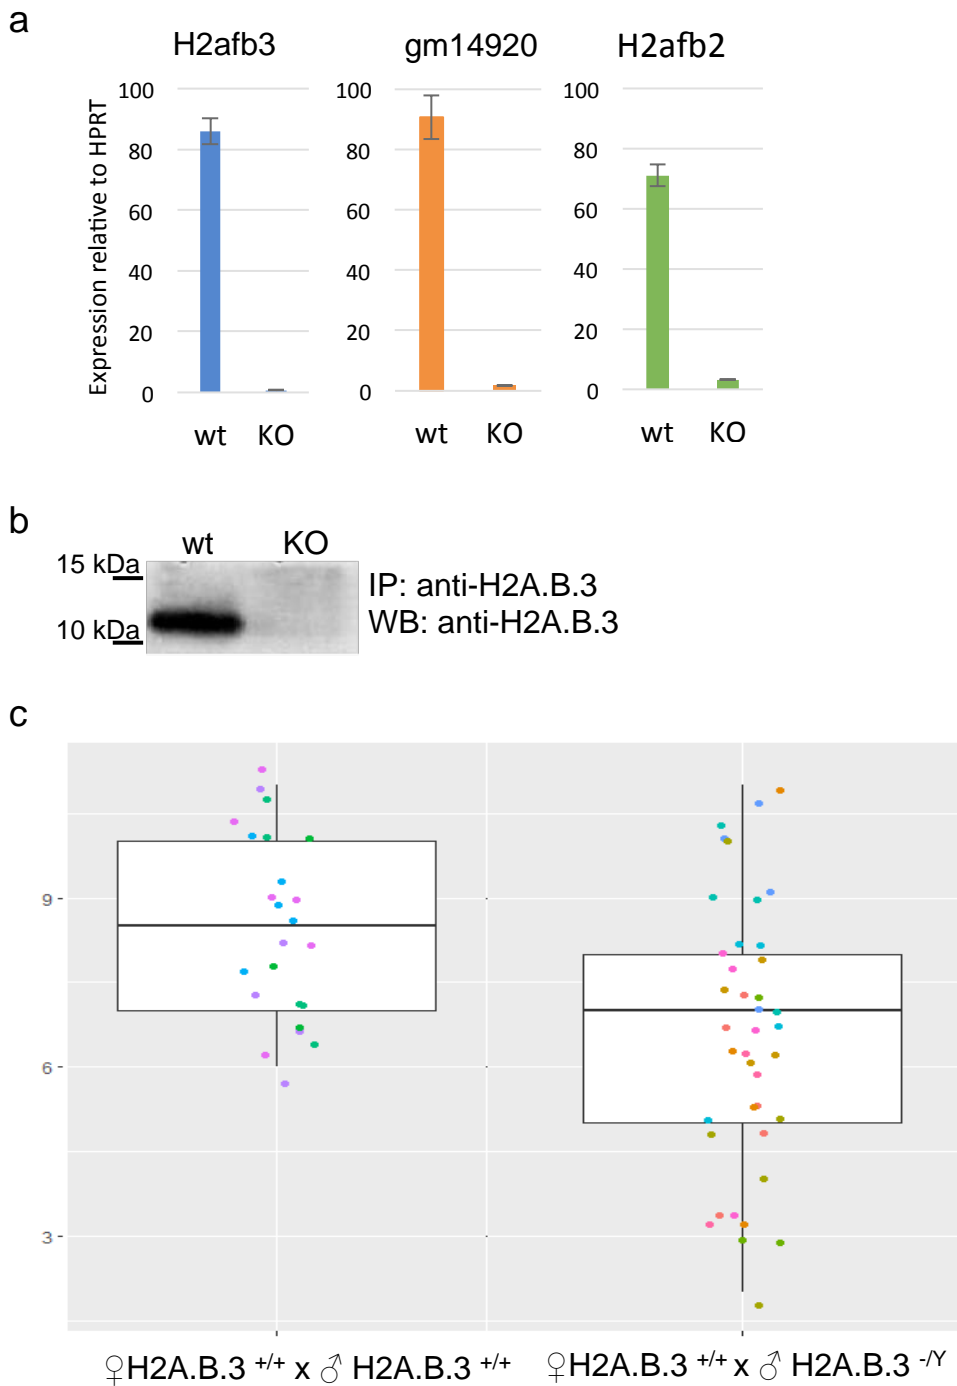 a
H2afb3 gm14920 H2afb2
Expression relative to HPRT
100 100 100
80 80 80
60 60 60
40 40 40
20 20 20
0 0 0
wt KO wt KO wt KO
b
wt KO
15 kDa
IP: anti-H2A.B.3
WB: anti-H2A.B.3
10 kDa
c
9
6
3
♀H2A.B.3 +/+ x ♂ H2A.B.3 +/+ ♀H2A.B.3 +/+ x ♂ H2A.B.3 -/Y